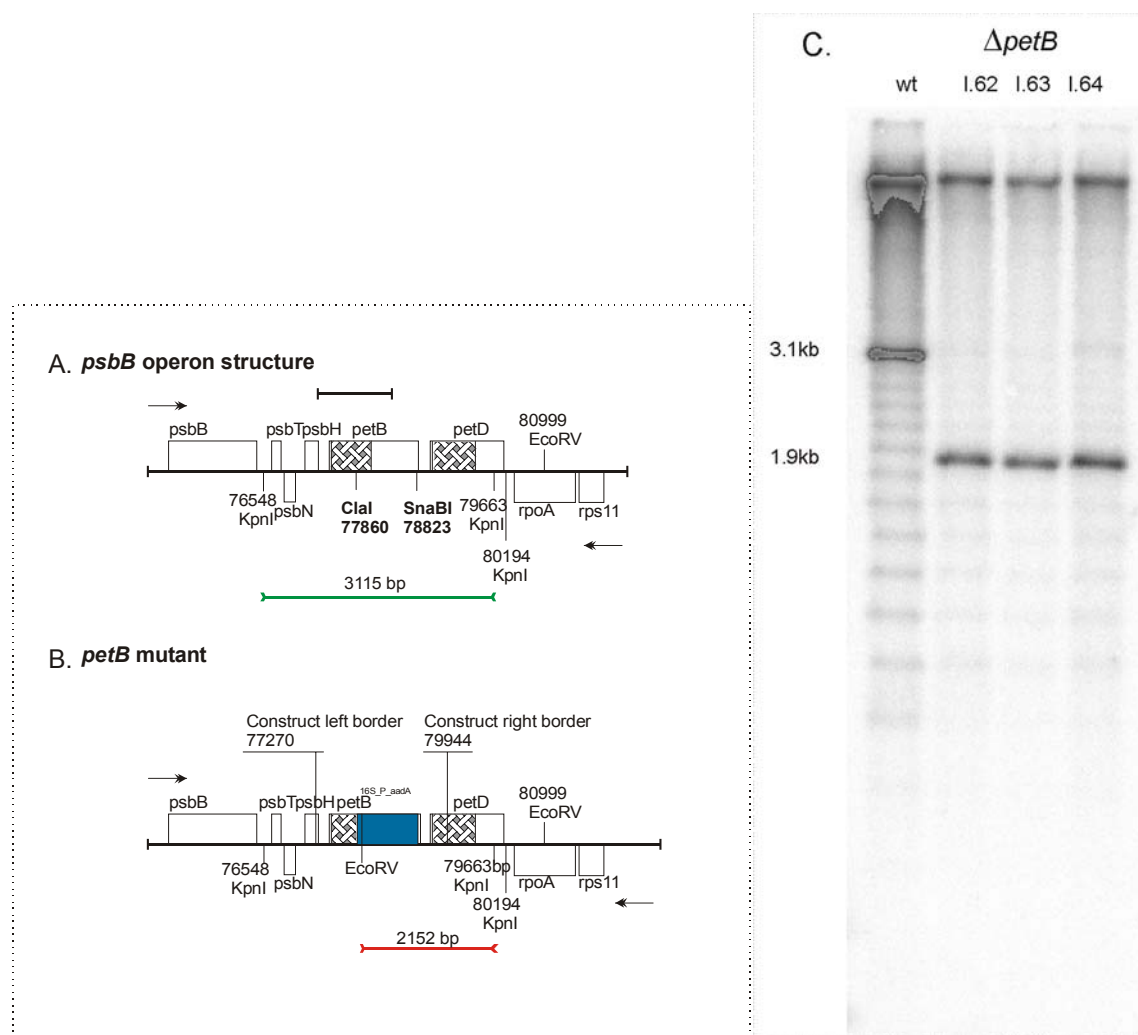 A. psbB operon structure
psbB psbT psbH petB petD 80999
EcoRV
76548
KpnI
psbN
ClaI
77860
SnaBI
78823
79663
KpnI
80194
KpnI
rpoA
rps11
3115 bp
B. petB mutant
Construct left border
77270
Construct right border
79944
16S_P_aadA
psbB psbT psbH petB petD 80999
EcoRV
76548
KpnI
psbN
EcoRV
79663bp
KpnI
80194
KpnI
rpoA
rps11
2152 bp
C. ΔpetB
wt I.62 I.63 I.64
3.1kb
1.9kb